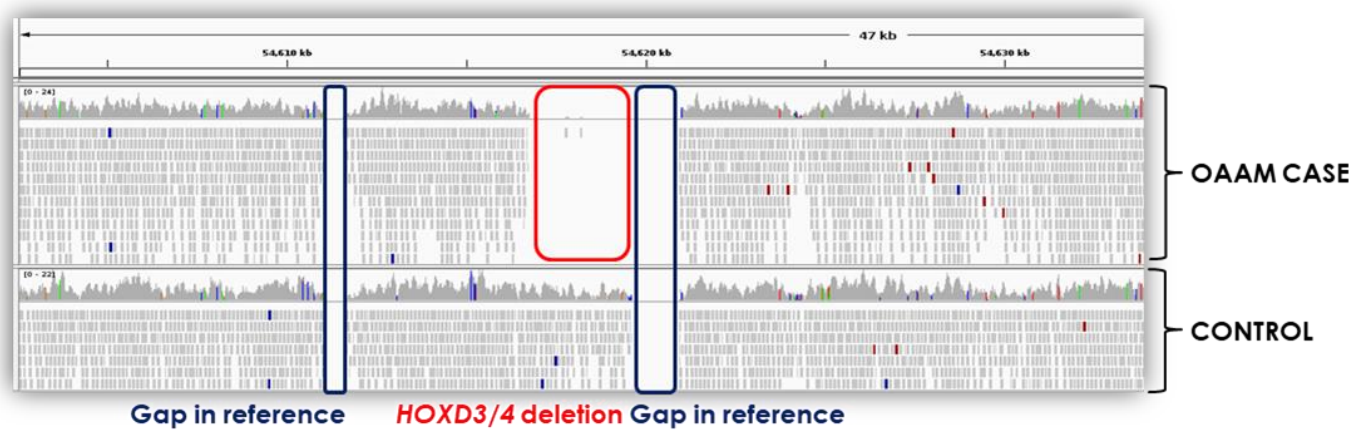 47 kb
54,610 kb 54,620 kb 54,630 kb
[0 - 24]
OAAM CASE
[0 - 22]
CONTROL
Gap in reference HOXD3/4 deletion Gap in reference